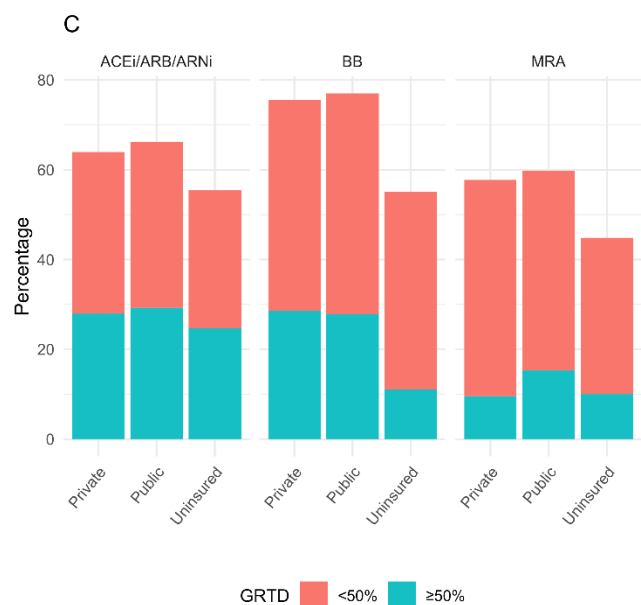 C
ACEi/ARB/ARNi BB MRA
80
60
40
20
0
Percentage
Private Public Uninsured Private Public Uninsured Private Public Uninsured
GRTD <50% ≥50%